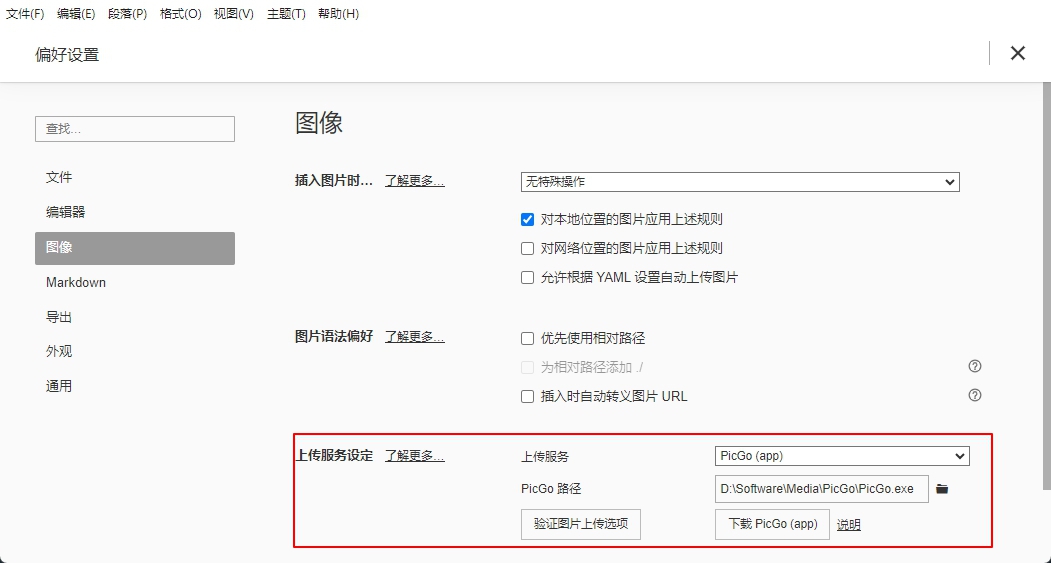 文件(F) 编辑(E) 段落(P) 格式(O) 视图(V) 主题(T) 帮助(H)
偏好设置
查找...
文件
编辑器
图像
Markdown
导出
外观
通用
图像
插入图片时... 了解更多... 无特殊操作
对本地位置的图片应用上述规则
对网络位置的图片应用上述规则
允许根据 YAML 设置自动上传图片
图片语法偏好 了解更多... 优先使用相对路径
为相对路径添加 ./
插入时自动转义图片 URL
上传服务设定 了解更多... 上传服务 PicGo (app)
PicGo 路径 D:\Software\Media\PicGo\PicGo.exe
验证图片上传选项 下载 PicGo (app) 说明